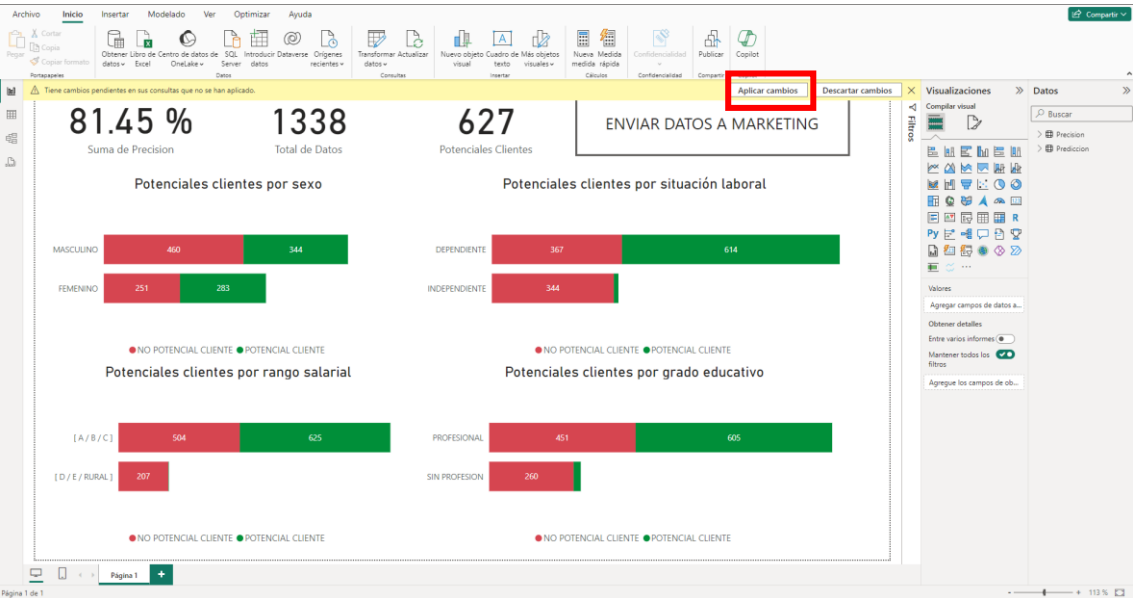 Archivo Inicio Insertar Modelado Ver Optimizar Ayuda
Compartir
Pegar
Cortar
Copia
Copiar formato
Portapapeles
Obtener datos
Libro de Excel
Centro de datos de OneLake
SQL Server
Introducir datos
Dataverse
Orígenes recientes
Datos
Transformar datos
Actualizar
Consultas
Nuevo objeto visual
Cuadro de texto
Más objetos visuales
Insertar
Nueva medida
Medida rápida
Cálculos
Confidencialidad
Confidencialidad
Publicar
Compartir
Copilot
Tiene cambios pendientes en sus consultas que no se han aplicado.
Aplicar cambios
Descartar cambios
81.45 %
Suma de Precision
1338
Total de Datos
627
Potenciales Clientes
ENVIAR DATOS A MARKETING
Potenciales clientes por sexo
MASCULINO 460 344
FEMENINO 251 283
NO POTENCIAL CLIENTE POTENCIAL CLIENTE
Potenciales clientes por situación laboral
DEPENDIENTE 367 614
INDEPENDIENTE 344
NO POTENCIAL CLIENTE POTENCIAL CLIENTE
Potenciales clientes por rango salarial
[ A / B / C ] 504 625
[ D / E / RURAL ] 207
NO POTENCIAL CLIENTE POTENCIAL CLIENTE
Potenciales clientes por grado educativo
PROFESIONAL 451 605
SIN PROFESION 260
NO POTENCIAL CLIENTE POTENCIAL CLIENTE
Filtros
Visualizaciones
Compilar visual
R
Py
Valores
Agregar campos de datos a...
Obtener detalles
Entre varios informes
Mantener todos los
filtros
Agregue los campos de ob...
Datos
Buscar
Precision
Prediccion
Página 1
Página 1 de 1
113 %